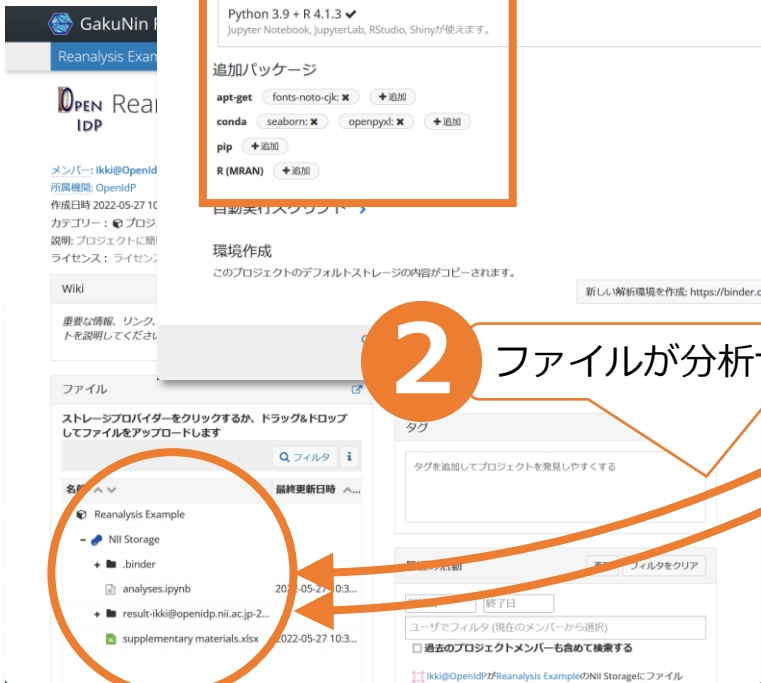 GakuNin
Reanalysis Exan
OPEN IDP Rea
メンバー: Ikki@OpenId
所属機関: OpenIdP
作成日時 2022-05-27 10
カテゴリー: プロジ
説明: プロジェクトに簡
ライセンス: ライセン
Wiki
重要な情報、リンク、
トを説明してくださ
Python 3.9 + R 4.1.3 ✔
Jupyter Notebook, JupyterLab, RStudio, Shinyが使えます。
追加パッケージ
apt-get fonts-noto-cjk: ✖ ✚追加
conda seaborn: ✖ openpyxl: ✖ ✚追加
pip ✚追加
R (MRAN) ✚追加
自動実行スクリプト >
環境作成
このプロジェクトのデフォルトストレージの内容がコピーされます。
新しい解析環境を作成: https://binder.c
2
ファイルが分析
ファイル
ストレージプロバイダーをクリックするか、ドラッグ&ドロップ
してファイルをアップロードします
フィルタ i
名前 最終更新日時
Reanalysis Example
− NII Storage
+ .binder
analyses.ipynb 2022-05-27 10:3...
+ result-ikki@openidp.nii.ac.jp-2...
supplementary materials.xlsx 2022-05-27 10:3...
タグ
タグを追加してプロジェクトを発見しやすくする
フィルタをクリア
終了日
ユーザでフィルタ (現在のメンバーから選択)
過去のプロジェクトメンバーも含めて検索する
Ikki@OpenIdPがReanalysis ExampleのNII Storageにファイル